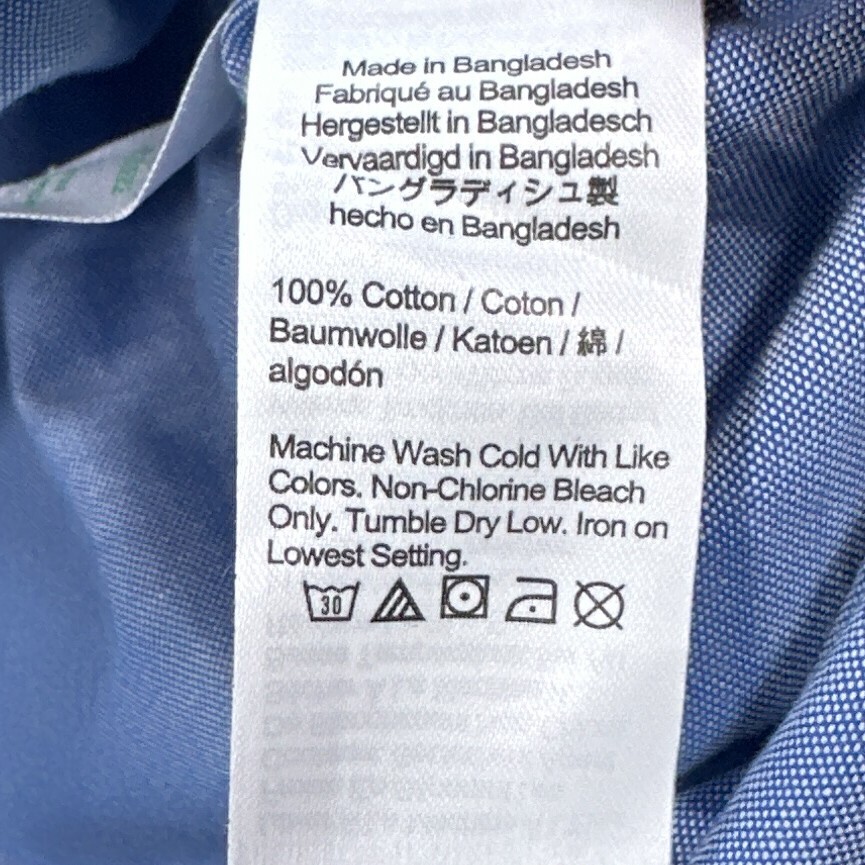 Made in Bangladesh
Fabriqué au Bangladesh
Hergestellt in Bangladesch
Vervaardigd in Bangladesh
バングラディシュ製
hecho en Bangladesh
100% Cotton / Coton /
Baumwolle / Katoen / 綿 /
algodón
Machine Wash Cold With Like
Colors. Non-Chlorine Bleach
Only. Tumble Dry Low. Iron on
Lowest Setting.
30